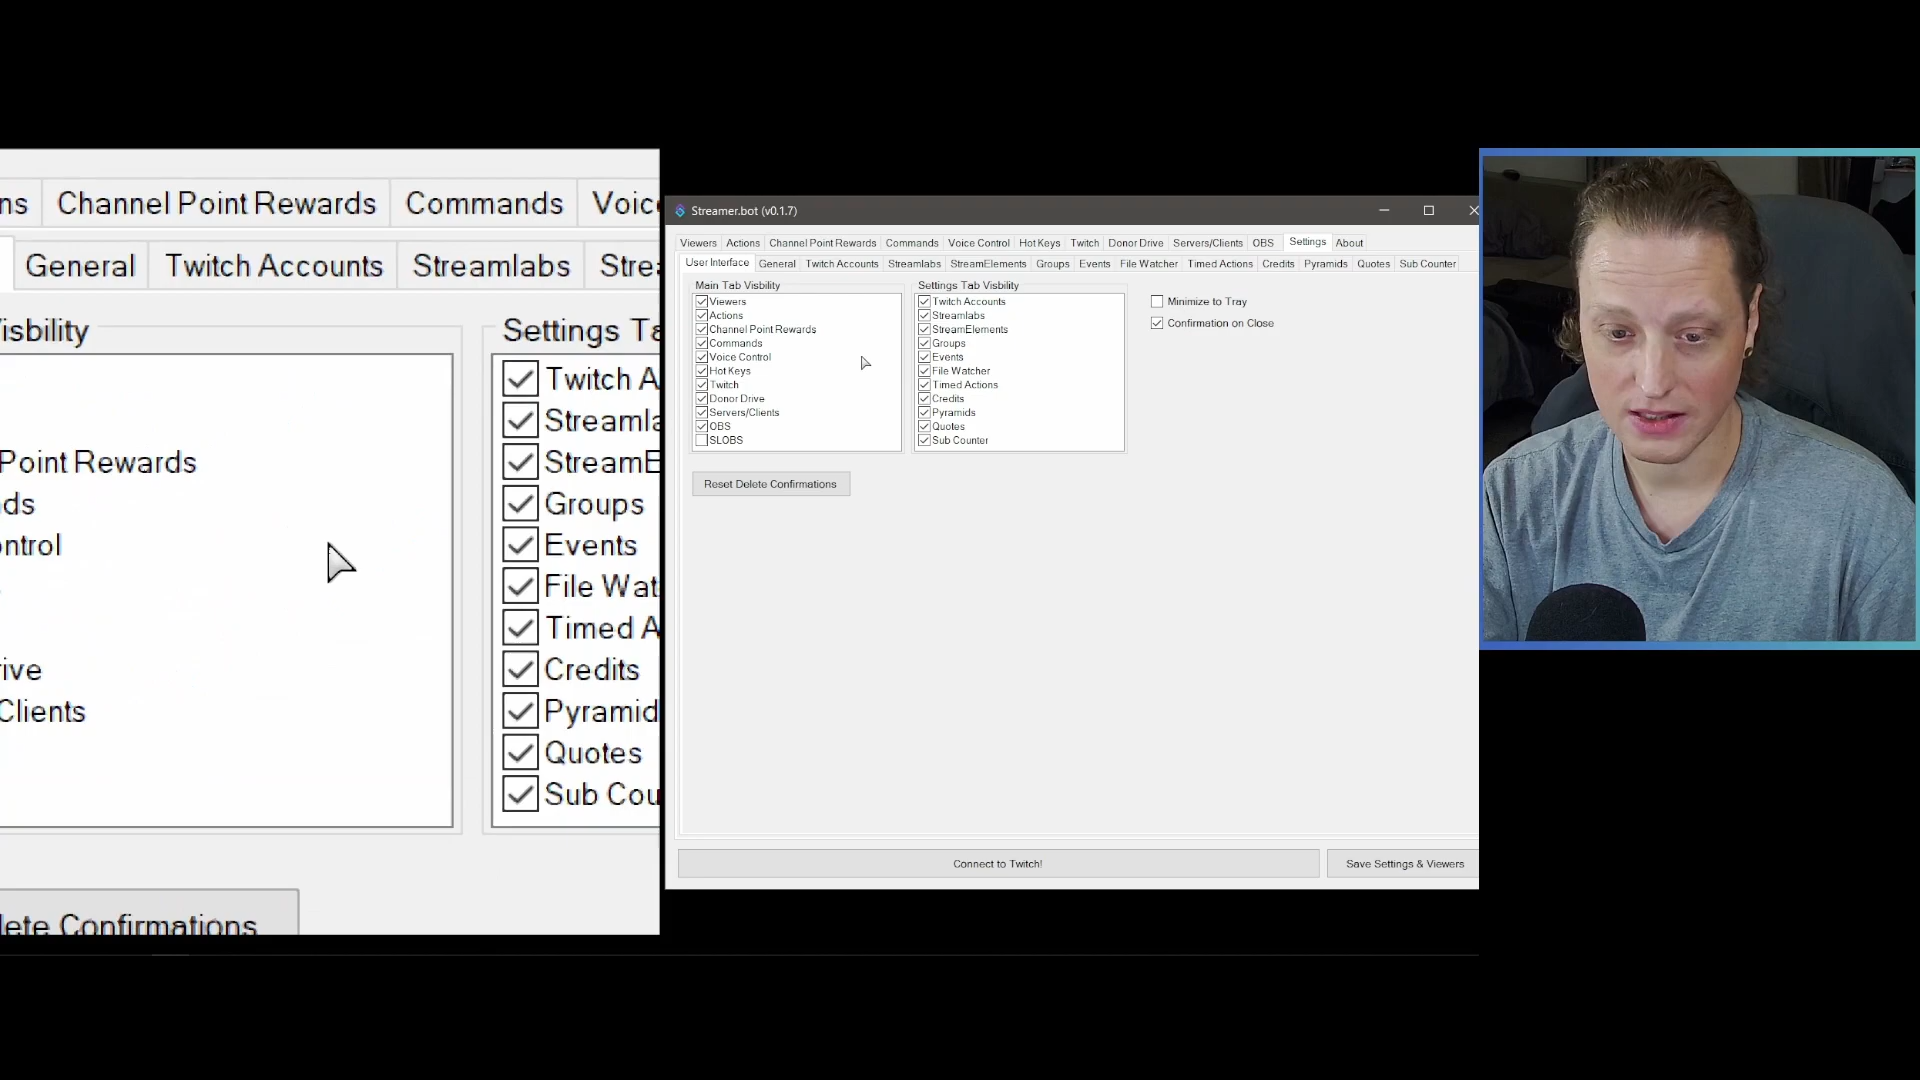 ns
Channel Point Rewards
Commands
Voic
General
Twitch Accounts
Streamlabs
Stre
isbility
Point Rewards
ds
ontrol
rive
Clients
lete Confirmations
Settings Ta
Twitch A
Streamla
StreamE
Groups
Events
File Wat
Timed A
Credits
Pyramid
Quotes
Sub Cou
Streamer.bot (v0.1.7)
Viewers
Actions
Channel Point Rewards
Commands
Voice Control
Hot Keys
Twitch
Donor Drive
Servers/Clients
OBS
Settings
About
User Interface
General
Twitch Accounts
Streamlabs
StreamElements
Groups
Events
File Watcher
Timed Actions
Credits
Pyramids
Quotes
Sub Counter
Main Tab Visbility
Viewers
Actions
Channel Point Rewards
Commands
Voice Control
Hot Keys
Twitch
Donor Drive
Servers/Clients
OBS
SLOBS
Reset Delete Confirmations
Settings Tab Visbility
Twitch Accounts
Streamlabs
StreamElements
Groups
Events
File Watcher
Timed Actions
Credits
Pyramids
Quotes
Sub Counter
Minimize to Tray
Confirmation on Close
Connect to Twitch!
Save Settings & Viewers